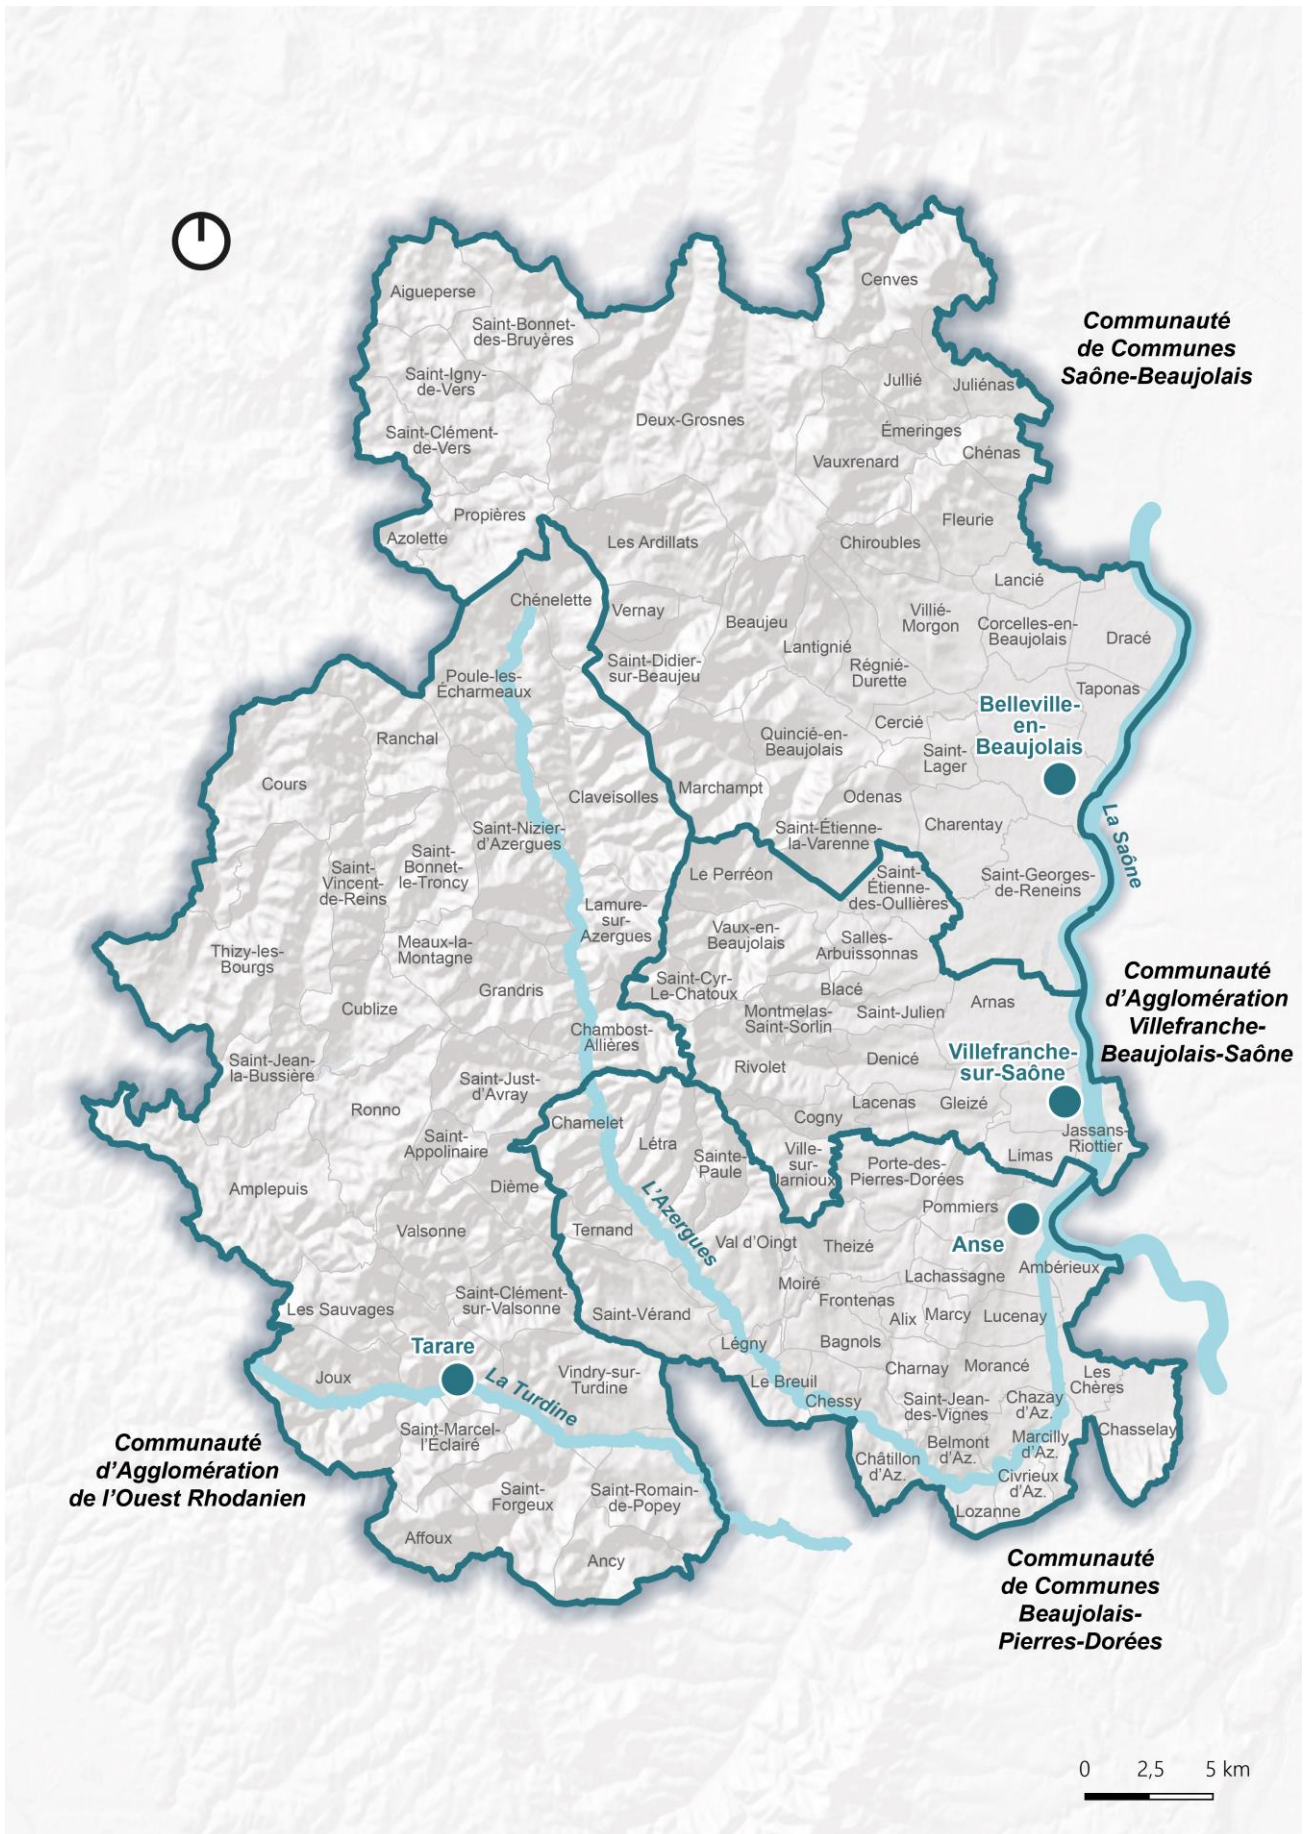 Cenves
Aigueperse
Communauté
de Communes
Saône-Beaujolais
Saint-Bonnet-
des-Bruyères
Saint-Igny-
de-Vers
Jullié
Juliénas
Deux-Grosnes
Saint-Clément-
de-Vers
Émeringes
Chénas
Vauxrenard
Propières
Azolette
Fleurie
Les Ardillats
Chiroubles
Lancié
Chénelette
Vernay
Beaujeu
Villié-
Morgon
Corcelles-en-
Beaujolais
Dracé
Lantignié
Saint-Didier-
sur-Beaujeu
Régnié-
Durette
Poule-les-
Écharmeaux
Taponas
Belleville-
en-
Beaujolais
Cercié
Ranchal
Quincié-en-
Beaujolais
Saint-
Lager
Cours
Marchampt
Claveisolles
Odenas
La Saône
Charentay
Saint-Nizier-
d'Azergues
Saint-Étienne-
la-Varenne
Saint-
Bonnet-
le-Troncy
Saint-
Vincent-
de-Reins
Le Perréon
Saint-
Étienne-
des-Oullières
Saint-Georges-
de-Reneins
Lamure-
sur-
Azergues
Vaux-en-
Beaujolais
Salles-
Arbuissonnas
Meaux-la-
Montagne
Thizy-les-
Bourgs
Saint-Cyr-
Le-Chatoux
Blacé
Grandris
Arnas
Communauté
d'Agglomération
Villefranche-
Beaujolais-Saône
Cublize
Montmelas-
Saint-Sorlin
Saint-Julien
Chambost-
Allières
Saint-Jean-
la-Bussière
Rivolet
Denicé
Villefranche-
sur-Saône
Saint-Just-
d'Avray
Ronno
Lacenas
Gleizé
Cogny
Chamelet
Létra
Jassans-
Riottier
Saint-
Appolinaire
Sainte-
Paule
Ville-
sur-
Jarnioux
Limas
Porte-des-
Pierres-Dorées
Amplepuis
Dième
Pommiers
L'Azergues
Valsonne
Ternand
Val d'Oingt
Theizé
Anse
Ambérieux
Lachassagne
Moiré
Frontenas
Saint-Clément-
sur-Valsonne
Les Sauvages
Saint-Vérand
Alix
Marcy
Lucenay
Légny
Bagnols
Tarare
Joux
La Turdine
Vindry-sur-
Turdine
Le Breuil
Charnay
Morancé
Les
Chères
Chessy
Saint-Jean-
des-Vignes
Chazay
d'Az.
Chasselay
Saint-Marcel-
l'Éclairé
Communauté
d'Agglomération
de l'Ouest Rhodanien
Châtillon
d'Az.
Belmont
d'Az.
Marcilly
d'Az.
Civrieux
d'Az.
Saint-
Forgeux
Saint-Romain-
de-Popey
Lozanne
Affoux
Ancy
Communauté
de Communes
Beaujolais-
Pierres-Dorées
0 2,5 5 km